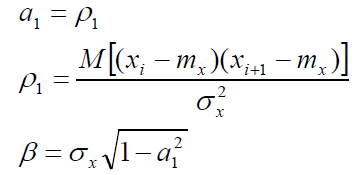 a₁ = ρ₁
ρ₁ = M[(xᵢ − mₓ)(xᵢ₊₁ − mₓ)] / σₓ²
β = σₓ√(1 − a₁²)